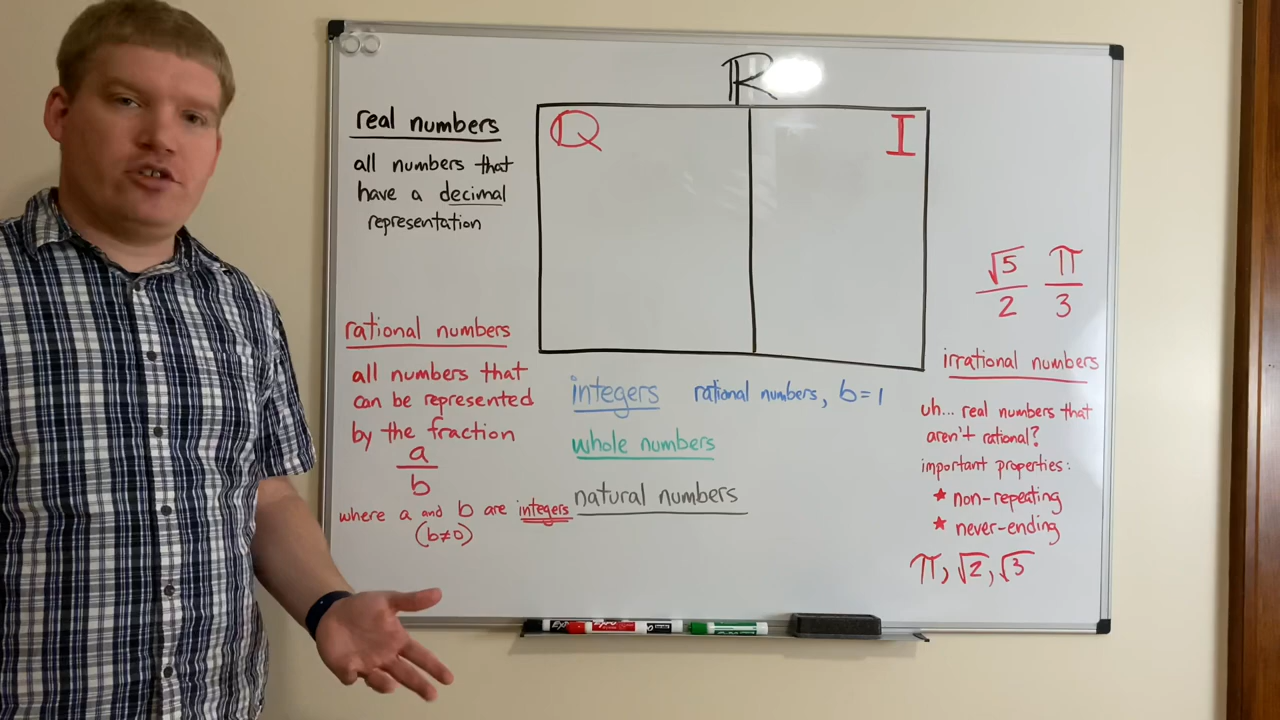 ℝ
ℚ
I
real numbers
all numbers that
have a decimal
representation
rational numbers
all numbers that
can be represented
by the fraction
a
b
where a and b are integers
(b≠0)
integers rational numbers, b=1
whole numbers
natural numbers
√5/2 π/3
irrational numbers
uh... real numbers that
aren't rational?
important properties:
★ non-repeating
★ never-ending
π, √2, √3
EXPO